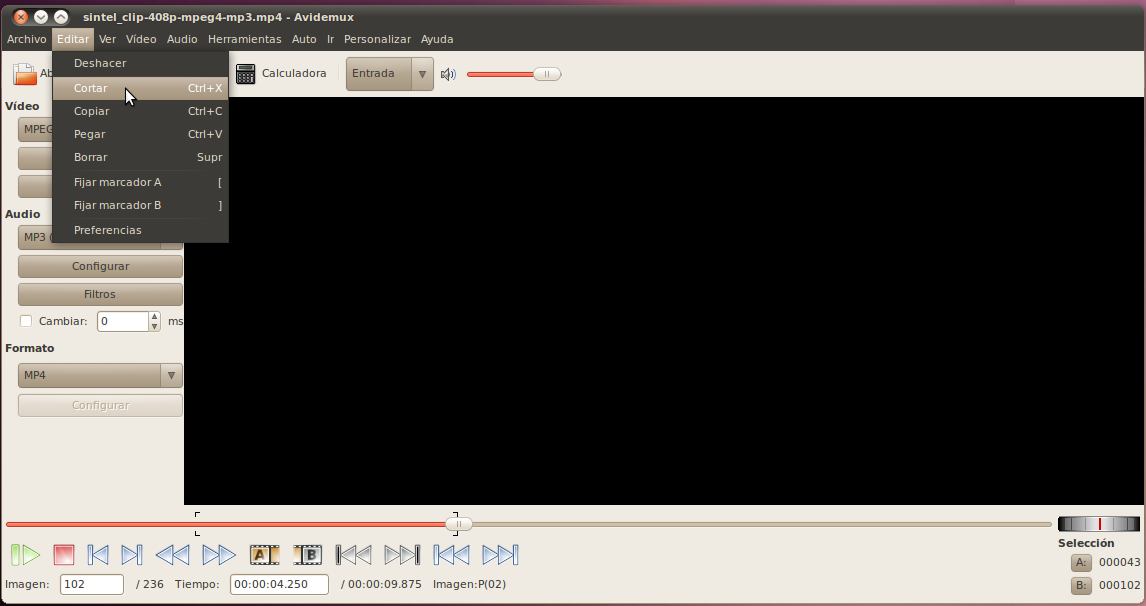 sintel_clip-408p-mpeg4-mp3.mp4 - Avidemux
Archivo Editar Ver Vídeo Audio Herramientas Auto Ir Personalizar Ayuda
Deshacer
Cortar Ctrl+X
Copiar Ctrl+C
Pegar Ctrl+V
Borrar Supr
Fijar marcador A [
Fijar marcador B ]
Preferencias
Calculadora
Entrada
Vídeo
Audio
MP3
Configurar
Filtros
Cambiar: 0 ms
Formato
MP4
Configurar
A B
Imagen: 102 / 236 Tiempo: 00:00:04.250 / 00:00:09.875 Imagen:P(02)
Selección
A: 000043
B: 000102